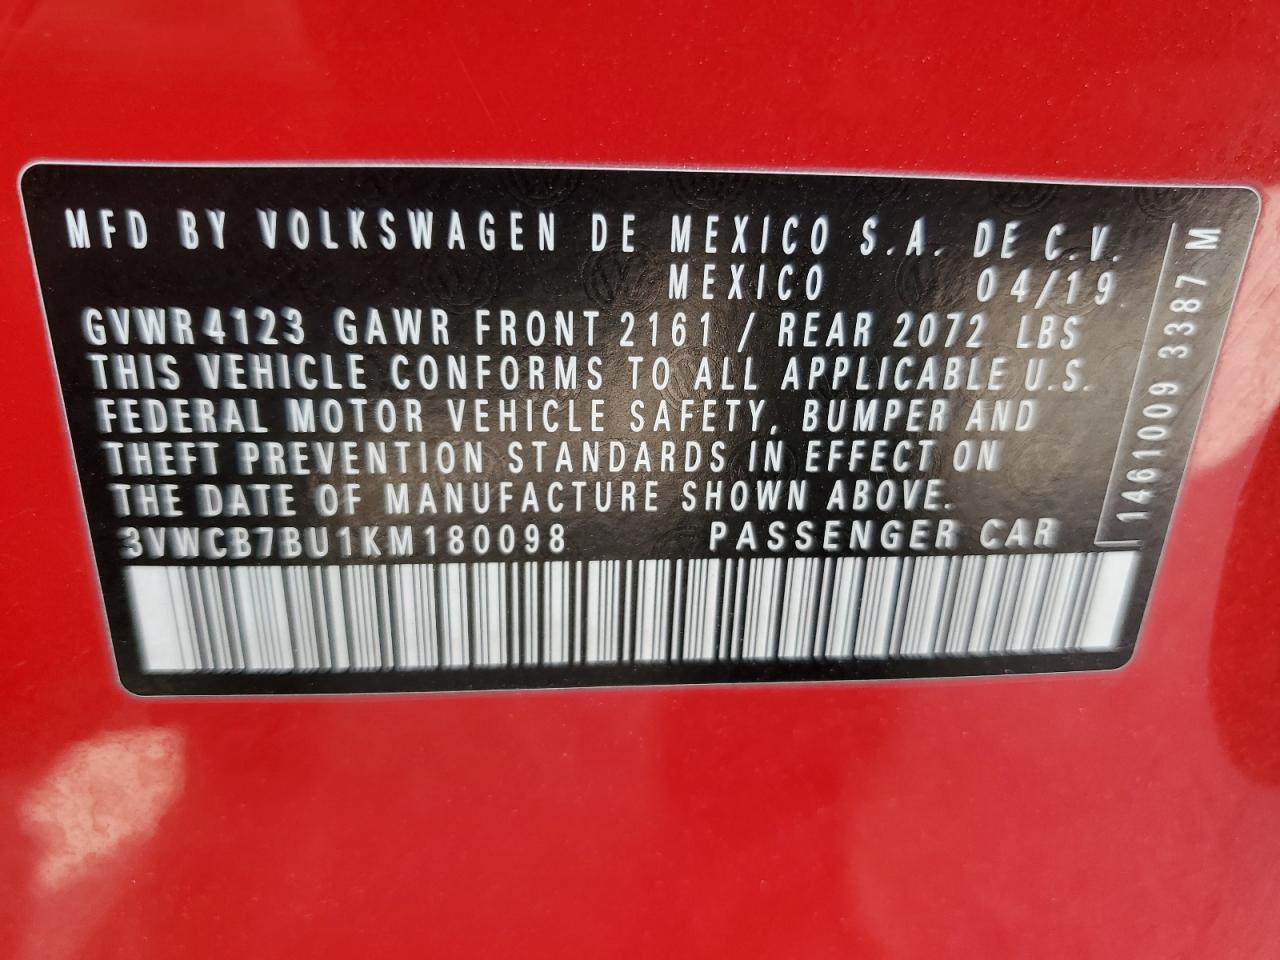 MFD BY VOLKSWAGEN DE MEXICO S.A. DE C.V.
MEXICO 04/19
GVWR 4123 GAWR FRONT 2161 / REAR 2072 LBS
THIS VEHICLE CONFORMS TO ALL APPLICABLE U.S.
FEDERAL MOTOR VEHICLE SAFETY, BUMPER AND
THEFT PREVENTION STANDARDS IN EFFECT ON
THE DATE OF MANUFACTURE SHOWN ABOVE.
3VWCB7BU1KM180098 PASSENGER CAR
1461009 3387 M